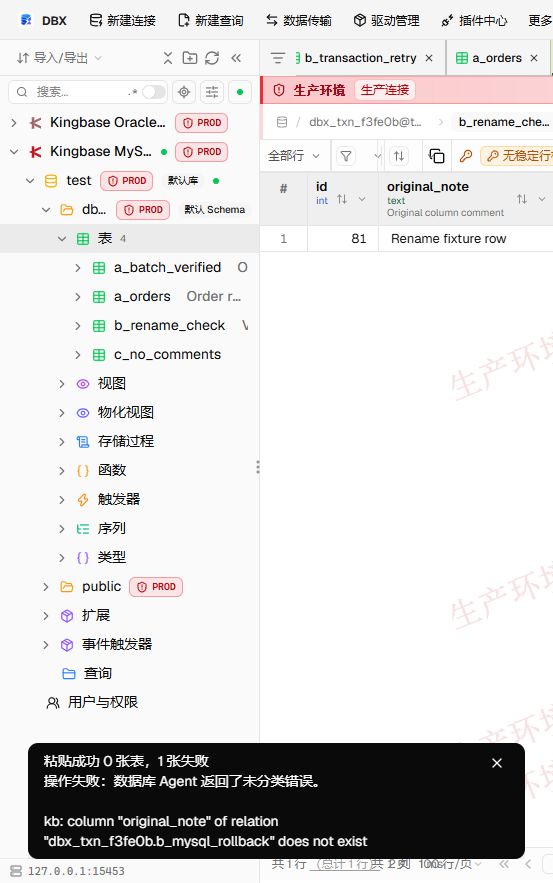 DBX 新建连接 新建查询 数据传输 驱动管理 插件中心 更多
导入/导出
b_transaction_retry × a_orders ×
搜索... .*
生产环境 生产连接
Kingbase Oracle... PROD
dbx_txn_f3fe0b@t... > b_rename_che...
Kingbase MyS... PROD
全部行 无稳定行
test PROD 默认库
# id int original_note text Original column comment
db... PROD 默认 Schema
表 4
1 81 Rename fixture row
a_batch_verified O
a_orders Order r...
b_rename_check
c_no_comments
视图
生产环境
物化视图
存储过程
函数
触发器
序列
类型
public PROD
生产环境
扩展
事件触发器
查询
用户与权限
生产环境
粘贴成功 0 张表，1 张失败
操作失败：数据库 Agent 返回了未分类错误。
kb: column "original_note" of relation
"dbx_txn_f3fe0b.b_mysql_rollback" does not exist
127.0.0.1:15453
共 1 行